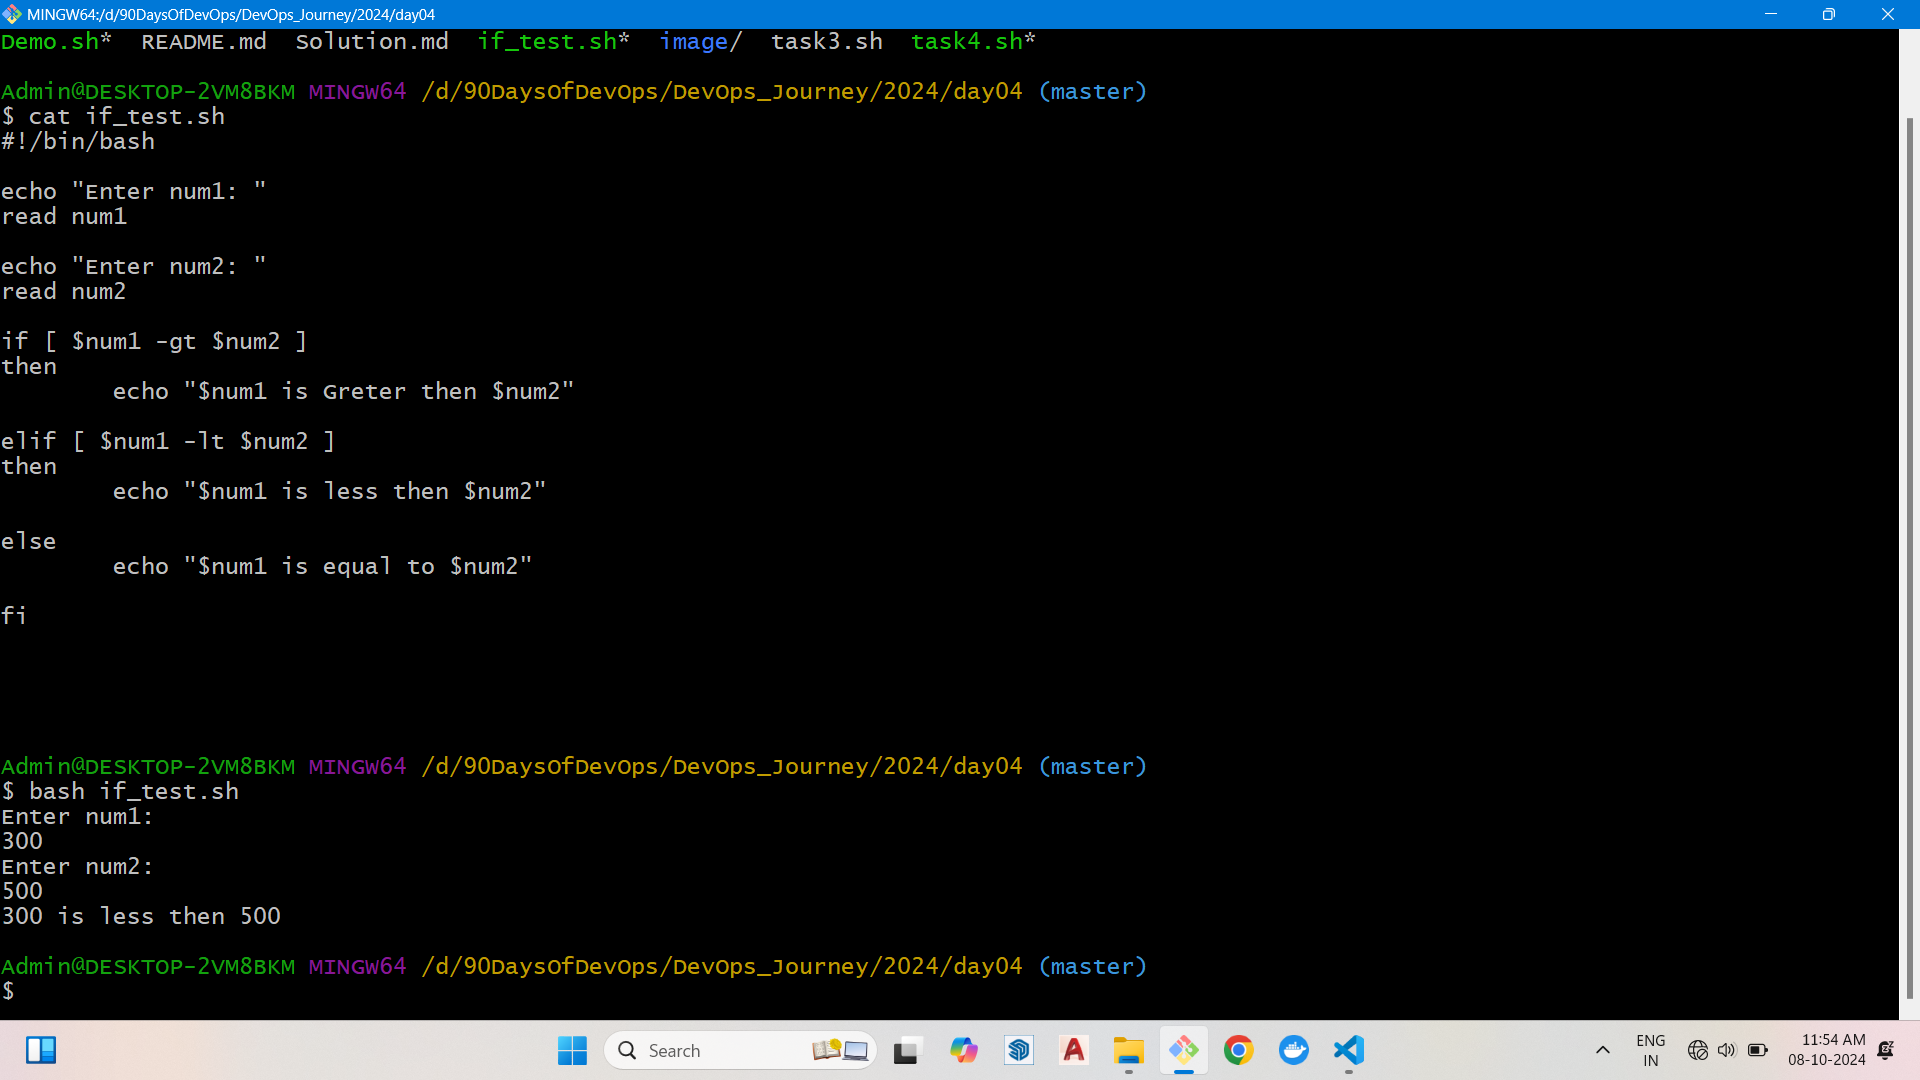 MINGW64:/d/90DaysOfDevOps/DevOps_Journey/2024/day04
Demo.sh*  README.md  Solution.md  if_test.sh*  image/  task3.sh  task4.sh*
Admin@DESKTOP-2VM8BKM MINGW64 /d/90DaysOfDevOps/DevOps_Journey/2024/day04 (master)
$ cat if_test.sh
#!/bin/bash
echo "Enter num1: "
read num1
echo "Enter num2: "
read num2
if [ $num1 -gt $num2 ]
then
        echo "$num1 is Greter then $num2"
elif [ $num1 -lt $num2 ]
then
        echo "$num1 is less then $num2"
else
        echo "$num1 is equal to $num2"
fi
Admin@DESKTOP-2VM8BKM MINGW64 /d/90DaysOfDevOps/DevOps_Journey/2024/day04 (master)
$ bash if_test.sh
Enter num1:
300
Enter num2:
500
300 is less then 500
Admin@DESKTOP-2VM8BKM MINGW64 /d/90DaysOfDevOps/DevOps_Journey/2024/day04 (master)
$
Search
ENG
IN
11:54 AM
08-10-2024